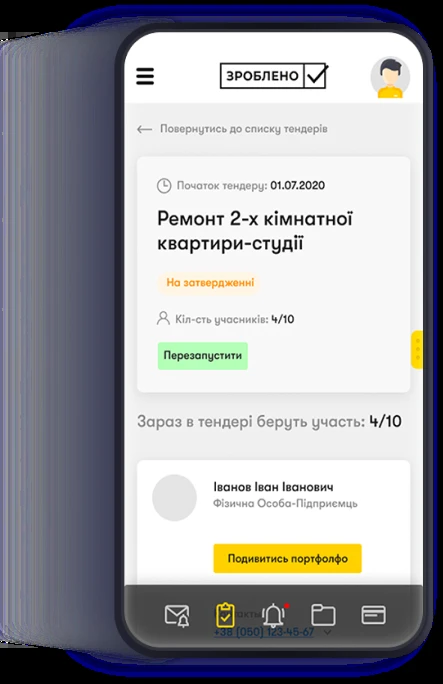 ЗРОБЛЕНО
Повернутись до списку тендерів
Початок тендеру: 01.07.2020
Ремонт 2-х кімнатної
квартири-студії
На затвердженні
Кіл-сть учасників: 4/10
Перезапустити
Зараз в тендері беруть участь: 4/10
Іванов Іван Іванович
Фізична Особа-Підприємць
Подивитись портфолфо
+38 (050) 123-45-67